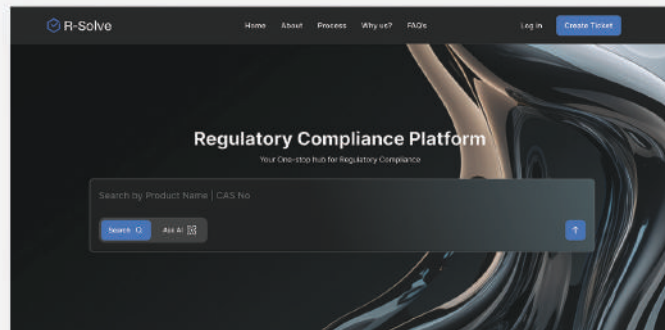 R-Solve
Home About Process Why us? FAQ's
Log in Create Ticket
Regulatory Compliance Platform
Your One-stop hub for Regulatory Compliance
Search by Product Name | CAS No
Search Ask AI